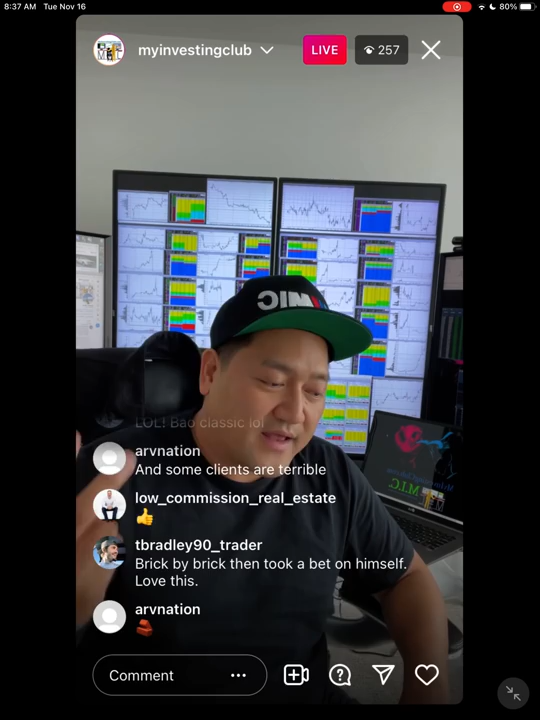 8:37 AM Tue Nov 16
80%
myinvestingclub
LIVE
257
MIC
LOL! Bao classic lol
arvnation
And some clients are terrible
low_commission_real_estate
👍
tbradley90_trader
Brick by brick then took a bet on himself.
Love this.
arvnation
M.I.C
Comment